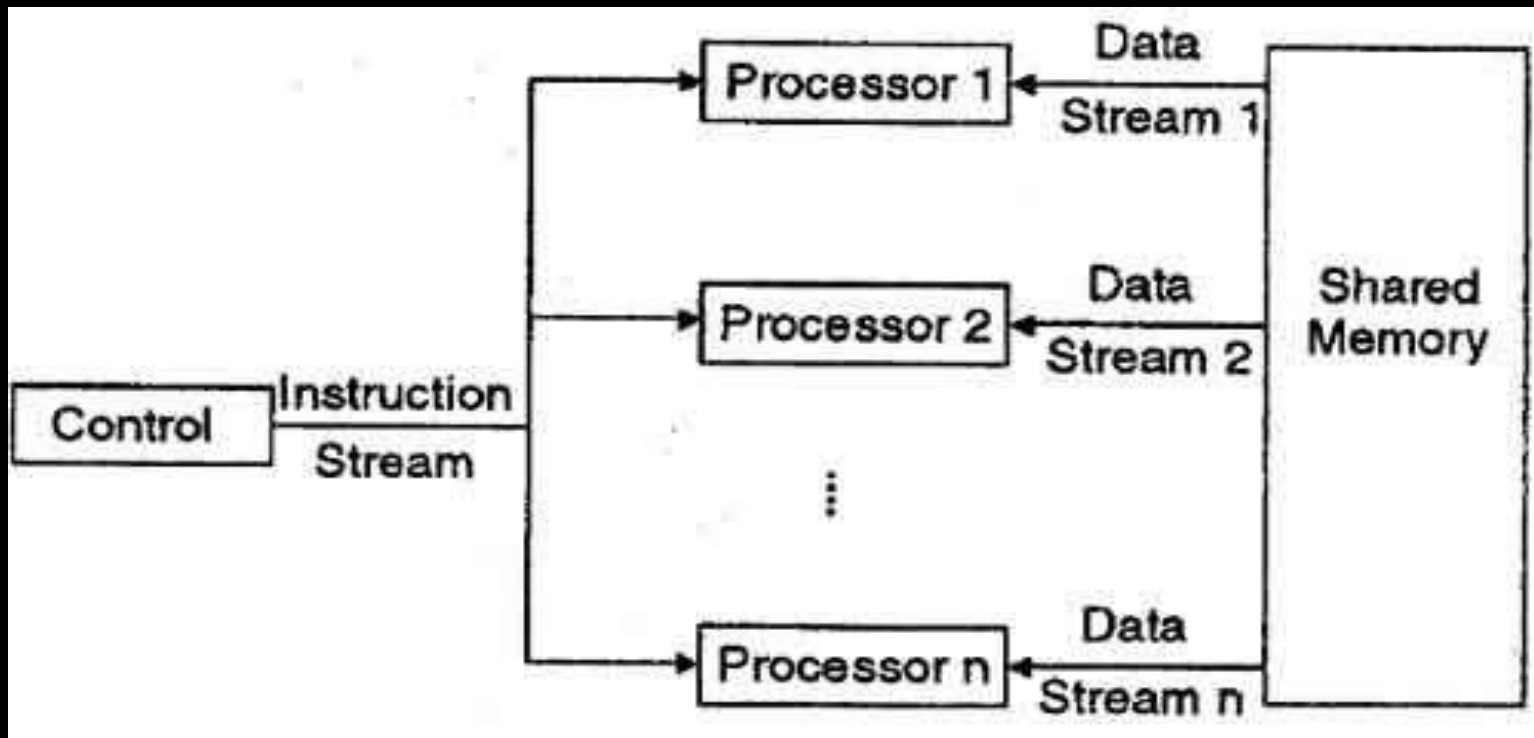 Processor 1
Data
Stream 1
Processor 2
Data
Stream 2
Shared
Memory
Control
Instruction
Stream
Processor n
Data
Stream n